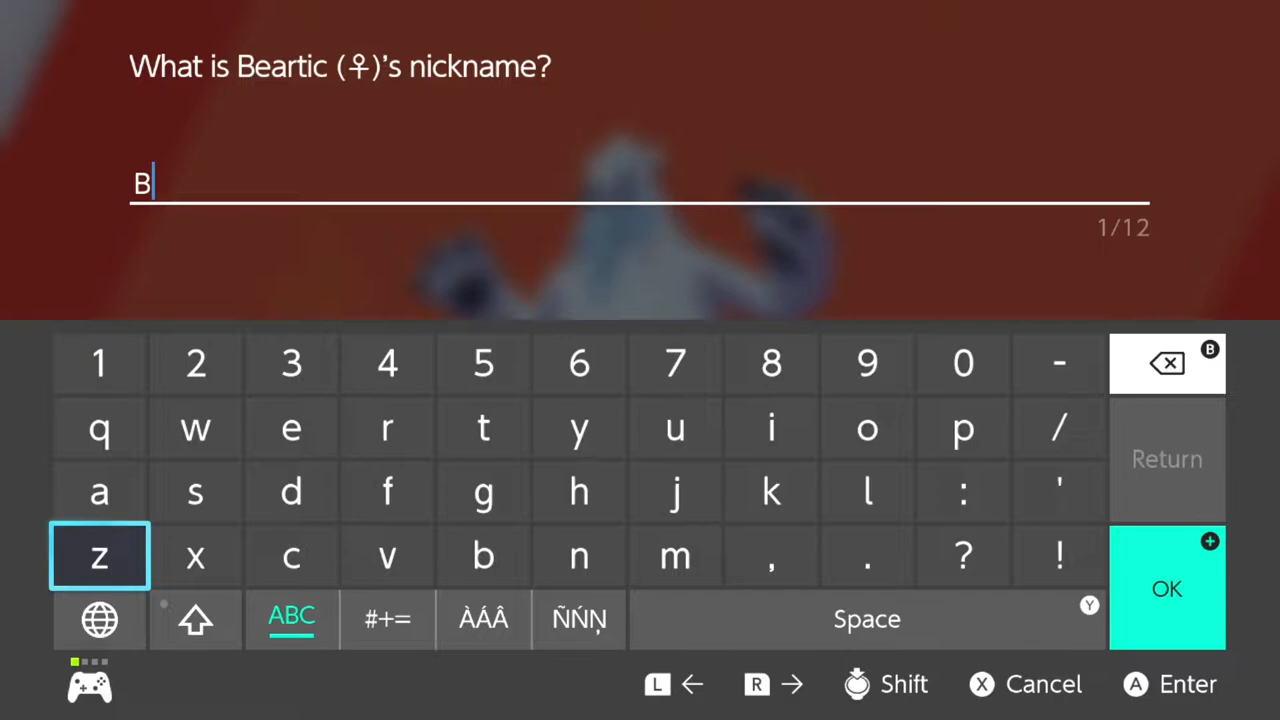 What is Beartic (♀)'s nickname?
B
1/12
1 2 3 4 5 6 7 8 9 0 - B
q w e r t y u i o p / Return
a s d f g h j k l : '
z x c v b n m , . ? ! + OK
ABC #+= ÀÁÂ ÑŃŅ Space Y
L ← R → Shift X Cancel A Enter